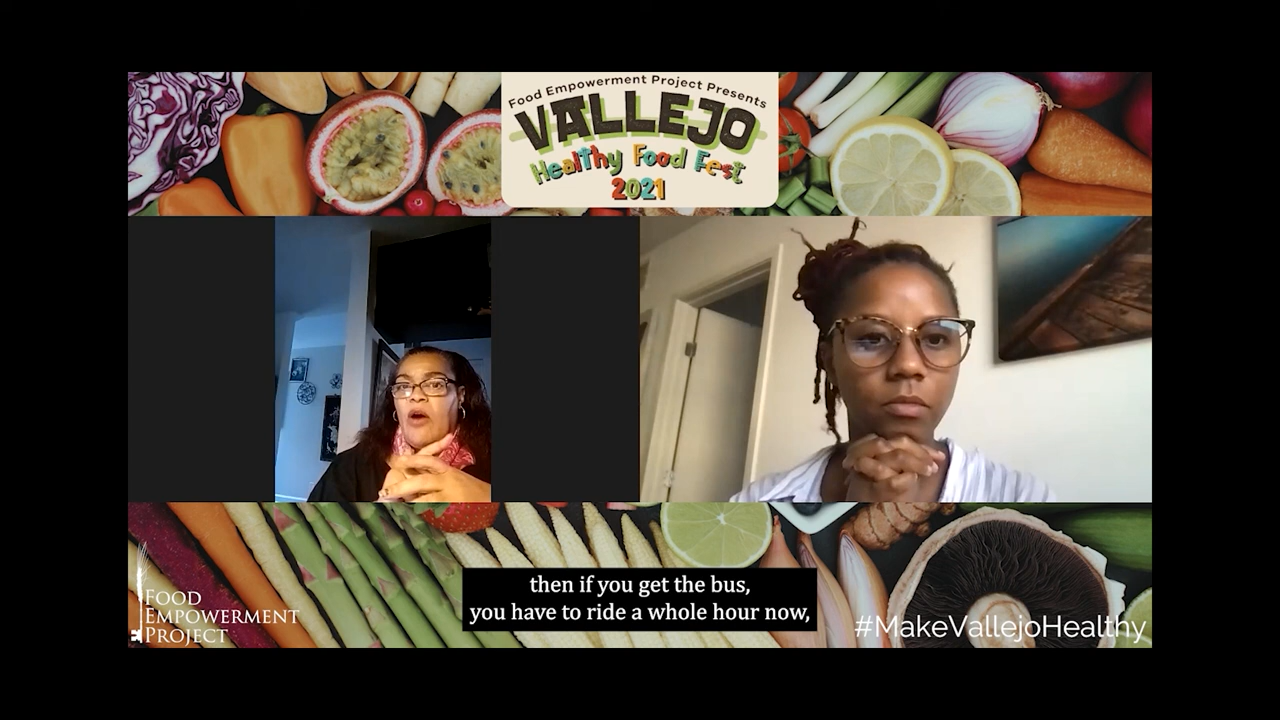 Food Empowerment Project Presents
VALLEJO
Healthy Food Fest
2021
then if you get the bus,
you have to ride a whole hour now,
FOOD
EMPOWERMENT
PROJECT
#MakeVallejoHealthy